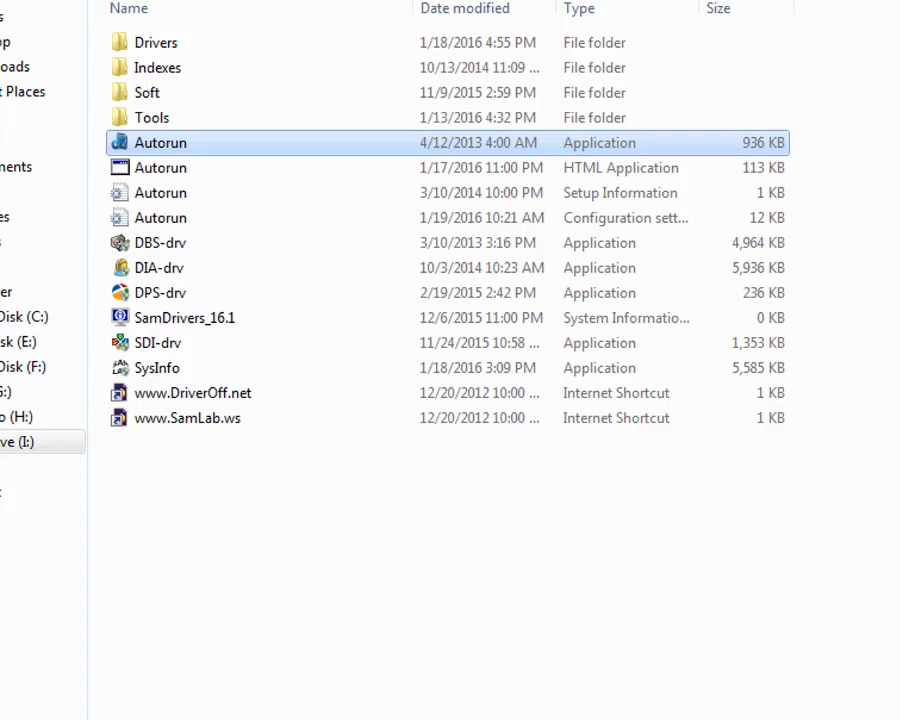 Name Date modified Type Size
s
Drivers 1/18/2016 4:55 PM File folder
op
Indexes 10/13/2014 11:09 ... File folder
oads
Soft 11/9/2015 2:59 PM File folder
t Places
Tools 1/13/2016 4:32 PM File folder
Autorun 4/12/2013 4:00 AM Application 936 KB
ments
Autorun 1/17/2016 11:00 PM HTML Application 113 KB
Autorun 3/10/2014 10:00 PM Setup Information 1 KB
es
Autorun 1/19/2016 10:21 AM Configuration sett... 12 KB
s
DBS-drv 3/10/2013 3:16 PM Application 4,964 KB
DIA-drv 10/3/2014 10:23 AM Application 5,936 KB
er
DPS-drv 2/19/2015 2:42 PM Application 236 KB
Disk (C:)
SamDrivers_16.1 12/6/2015 11:00 PM System Informatio... 0 KB
sk (E:)
SDI-drv 11/24/2015 10:58 ... Application 1,353 KB
Disk (F:)
SysInfo 1/18/2016 3:09 PM Application 5,585 KB
G:)
www.DriverOff.net 12/20/2012 10:00 ... Internet Shortcut 1 KB
o (H:)
www.SamLab.ws 12/20/2012 10:00 ... Internet Shortcut 1 KB
ve (I:)
t